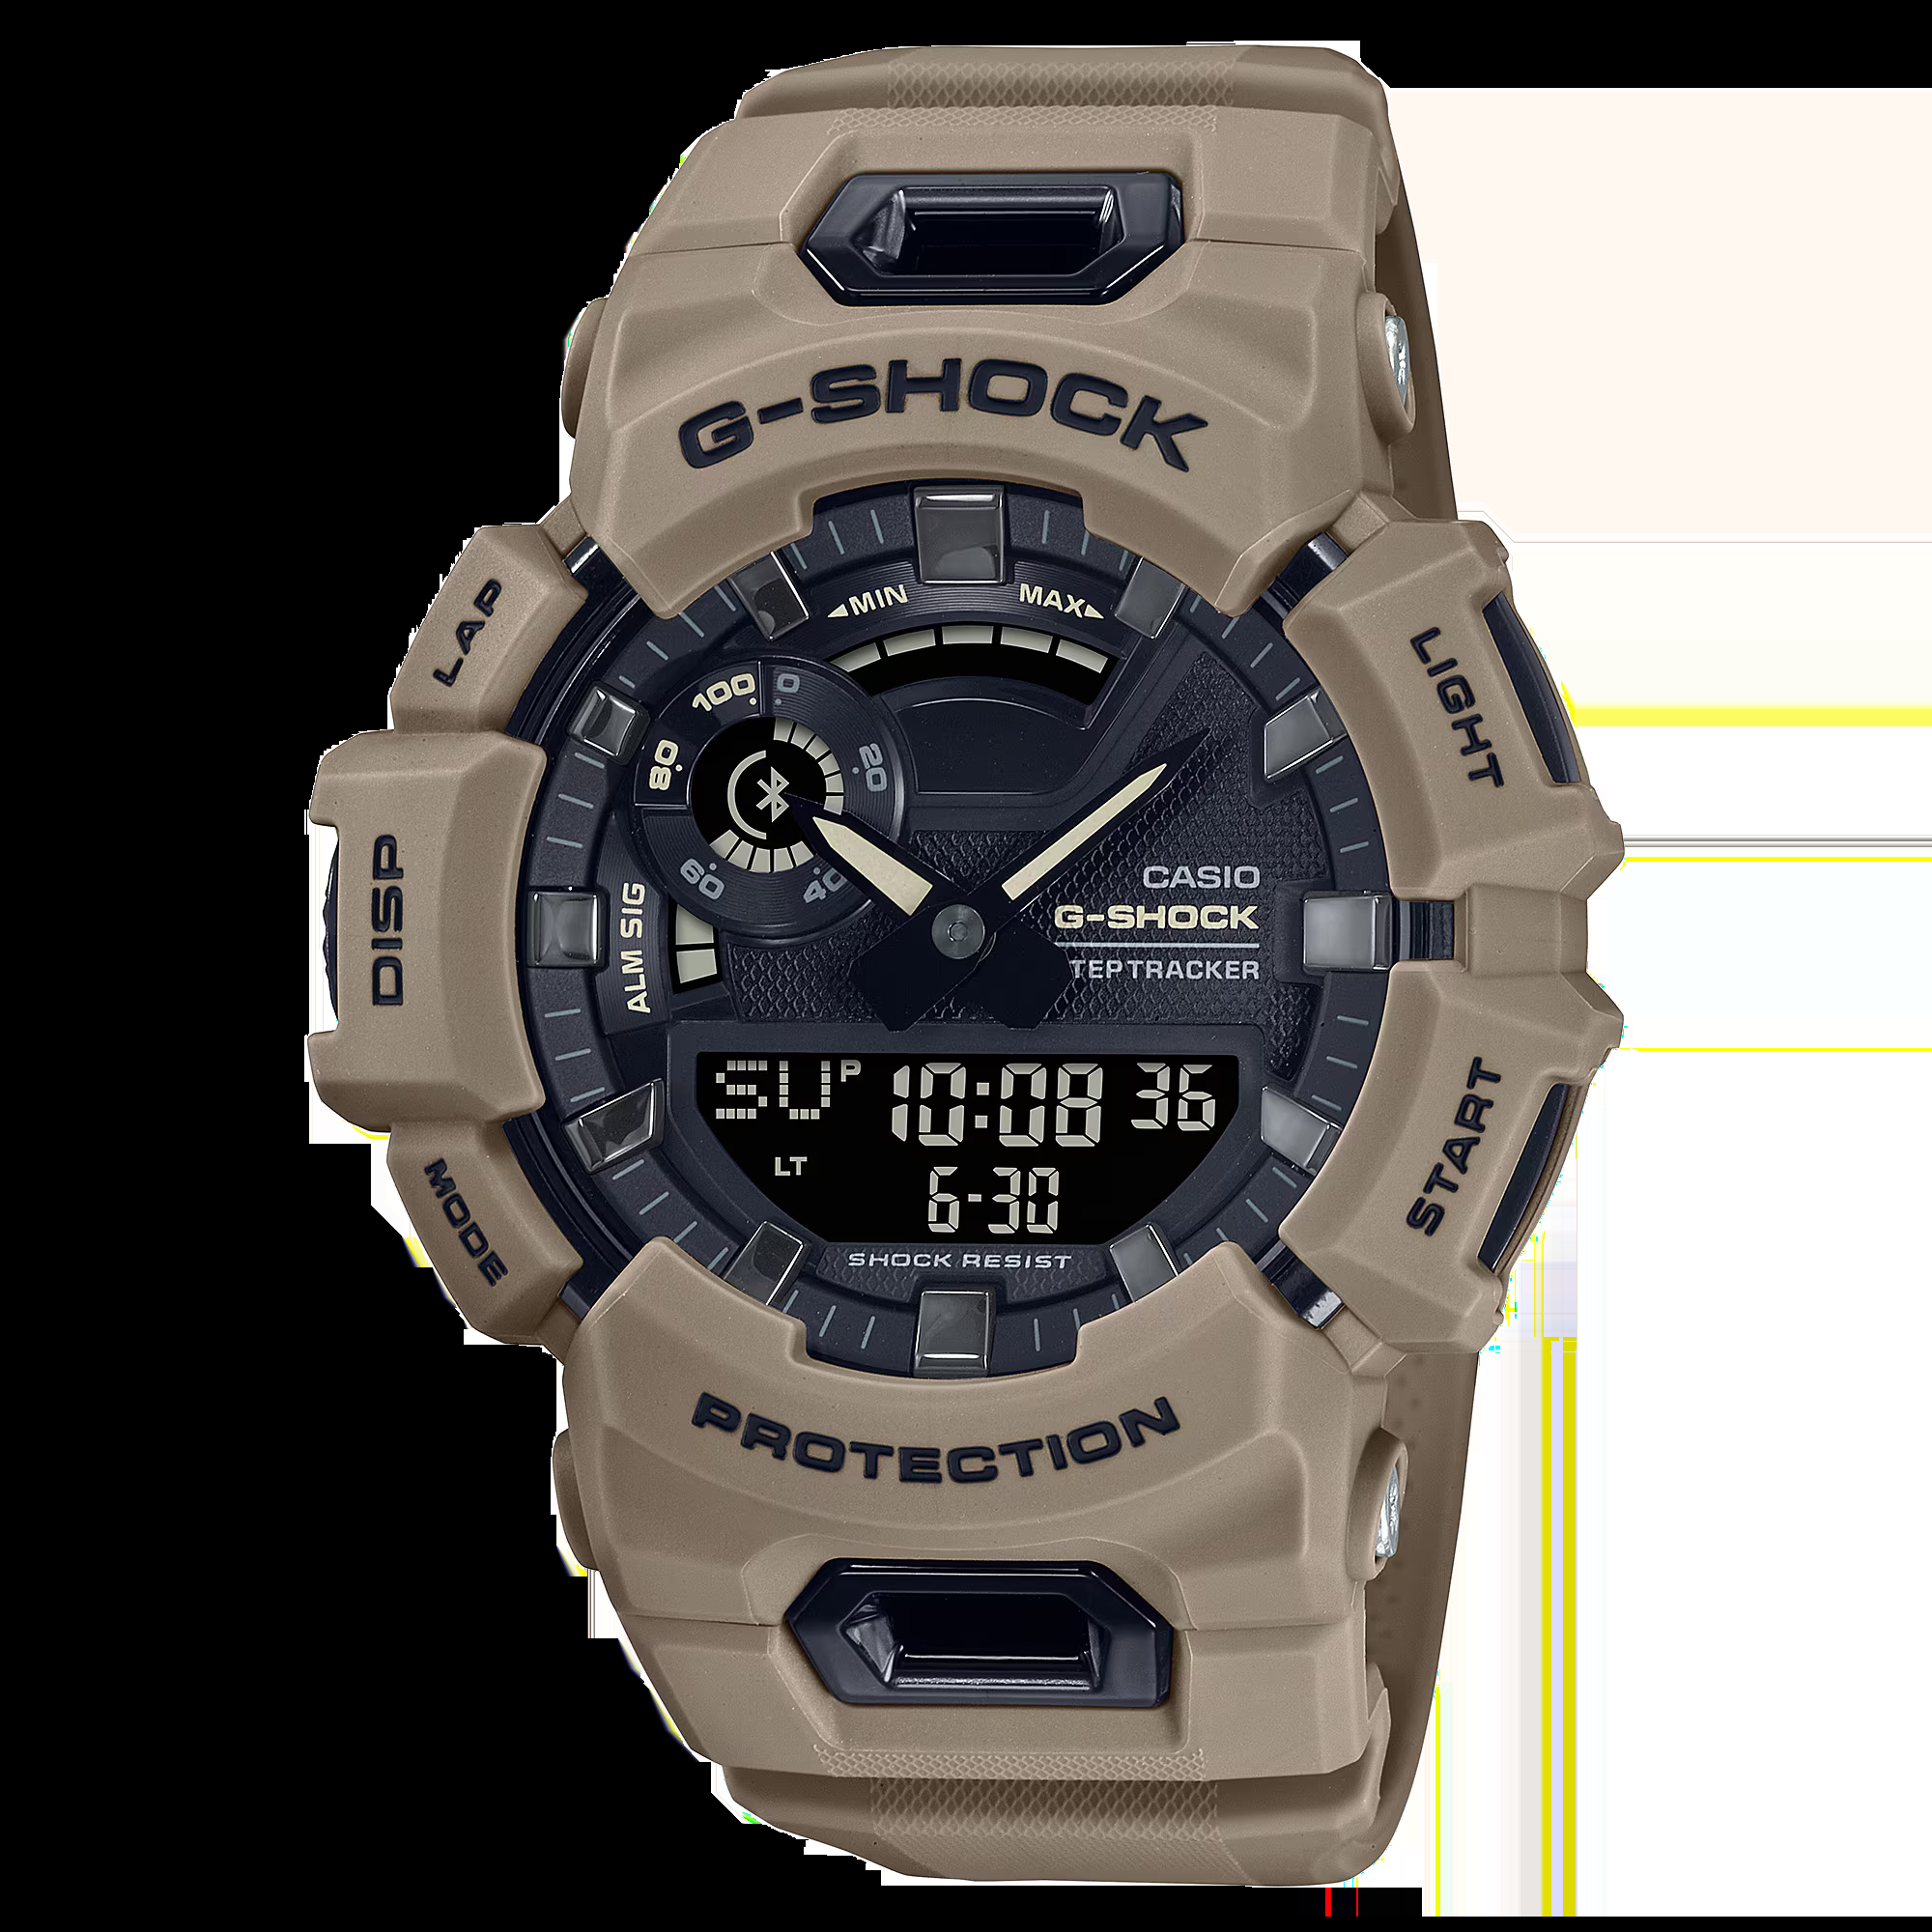 G-SHOCK
LAP
LIGHT
MIN
MAX
100
0
80
20
60
40
DISP
ALM SIG
CASIO
G-SHOCK
TEPTRACKER
SU P 10:08 36
LT
6-30
MODE
START
SHOCK RESIST
PROTECTION